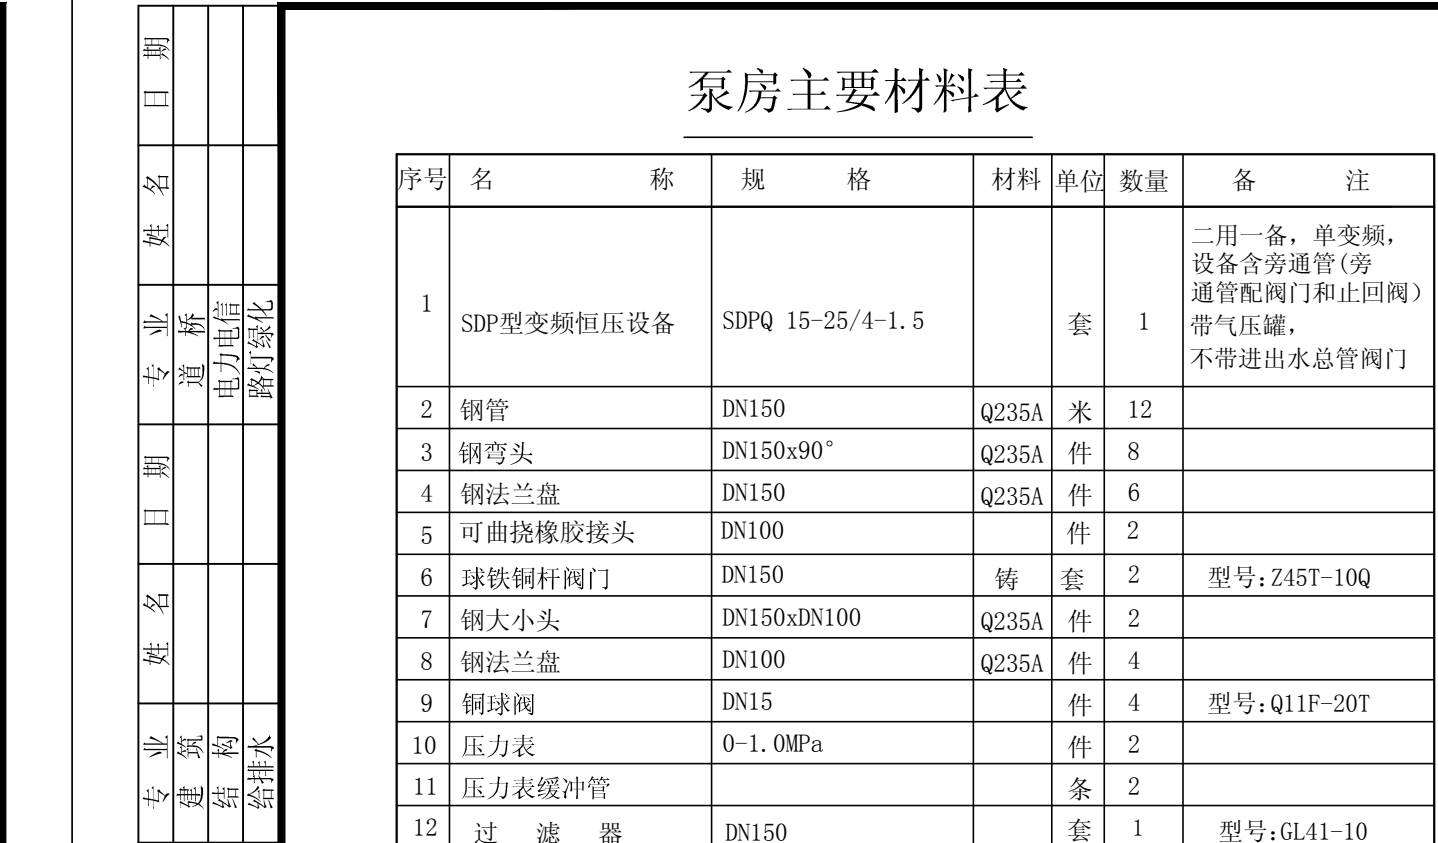 泵房主要材料表
序号 名 称 规 格 材料 单位 数量 备 注
1 SDP型变频恒压设备 SDPQ 15-25/4-1.5 套 1
二用一备，单变频，
设备含旁通管(旁
通管配阀门和止回阀）
带气压罐，
不带进出水总管阀门
2 钢管 DN150 Q235A 米 12
3 钢弯头 DN150x90° Q235A 件 8
4 钢法兰盘 DN150 Q235A 件 6
5 可曲挠橡胶接头 DN100 件 2
6 球铁铜杆阀门 DN150 铸 套 2 型号:Z45T-10Q
7 钢大小头 DN150xDN100 Q235A 件 2
8 钢法兰盘 DN100 Q235A 件 4
9 铜球阀 DN15 件 4 型号:Q11F-20T
10 压力表 0-1.0MPa 件 2
11 压力表缓冲管 条 2
12 过 滤 器 DN150 套 1 型号:GL41-10
专 业
建 筑
结 构
给排水
姓 名
日 期
专 业
道 桥
电力电信
路灯绿化
姓 名
日 期